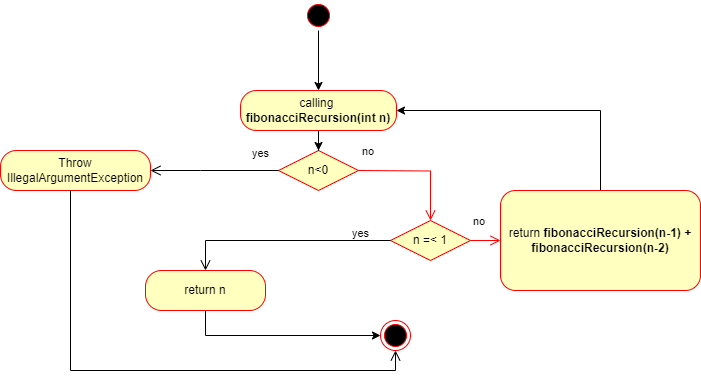 calling
fibonacciRecursion(int n)
yes
no
Throw
IllegalArgumentException
n<0
no
return fibonacciRecursion(n-1) +
fibonacciRecursion(n-2)
yes
n =< 1
return n